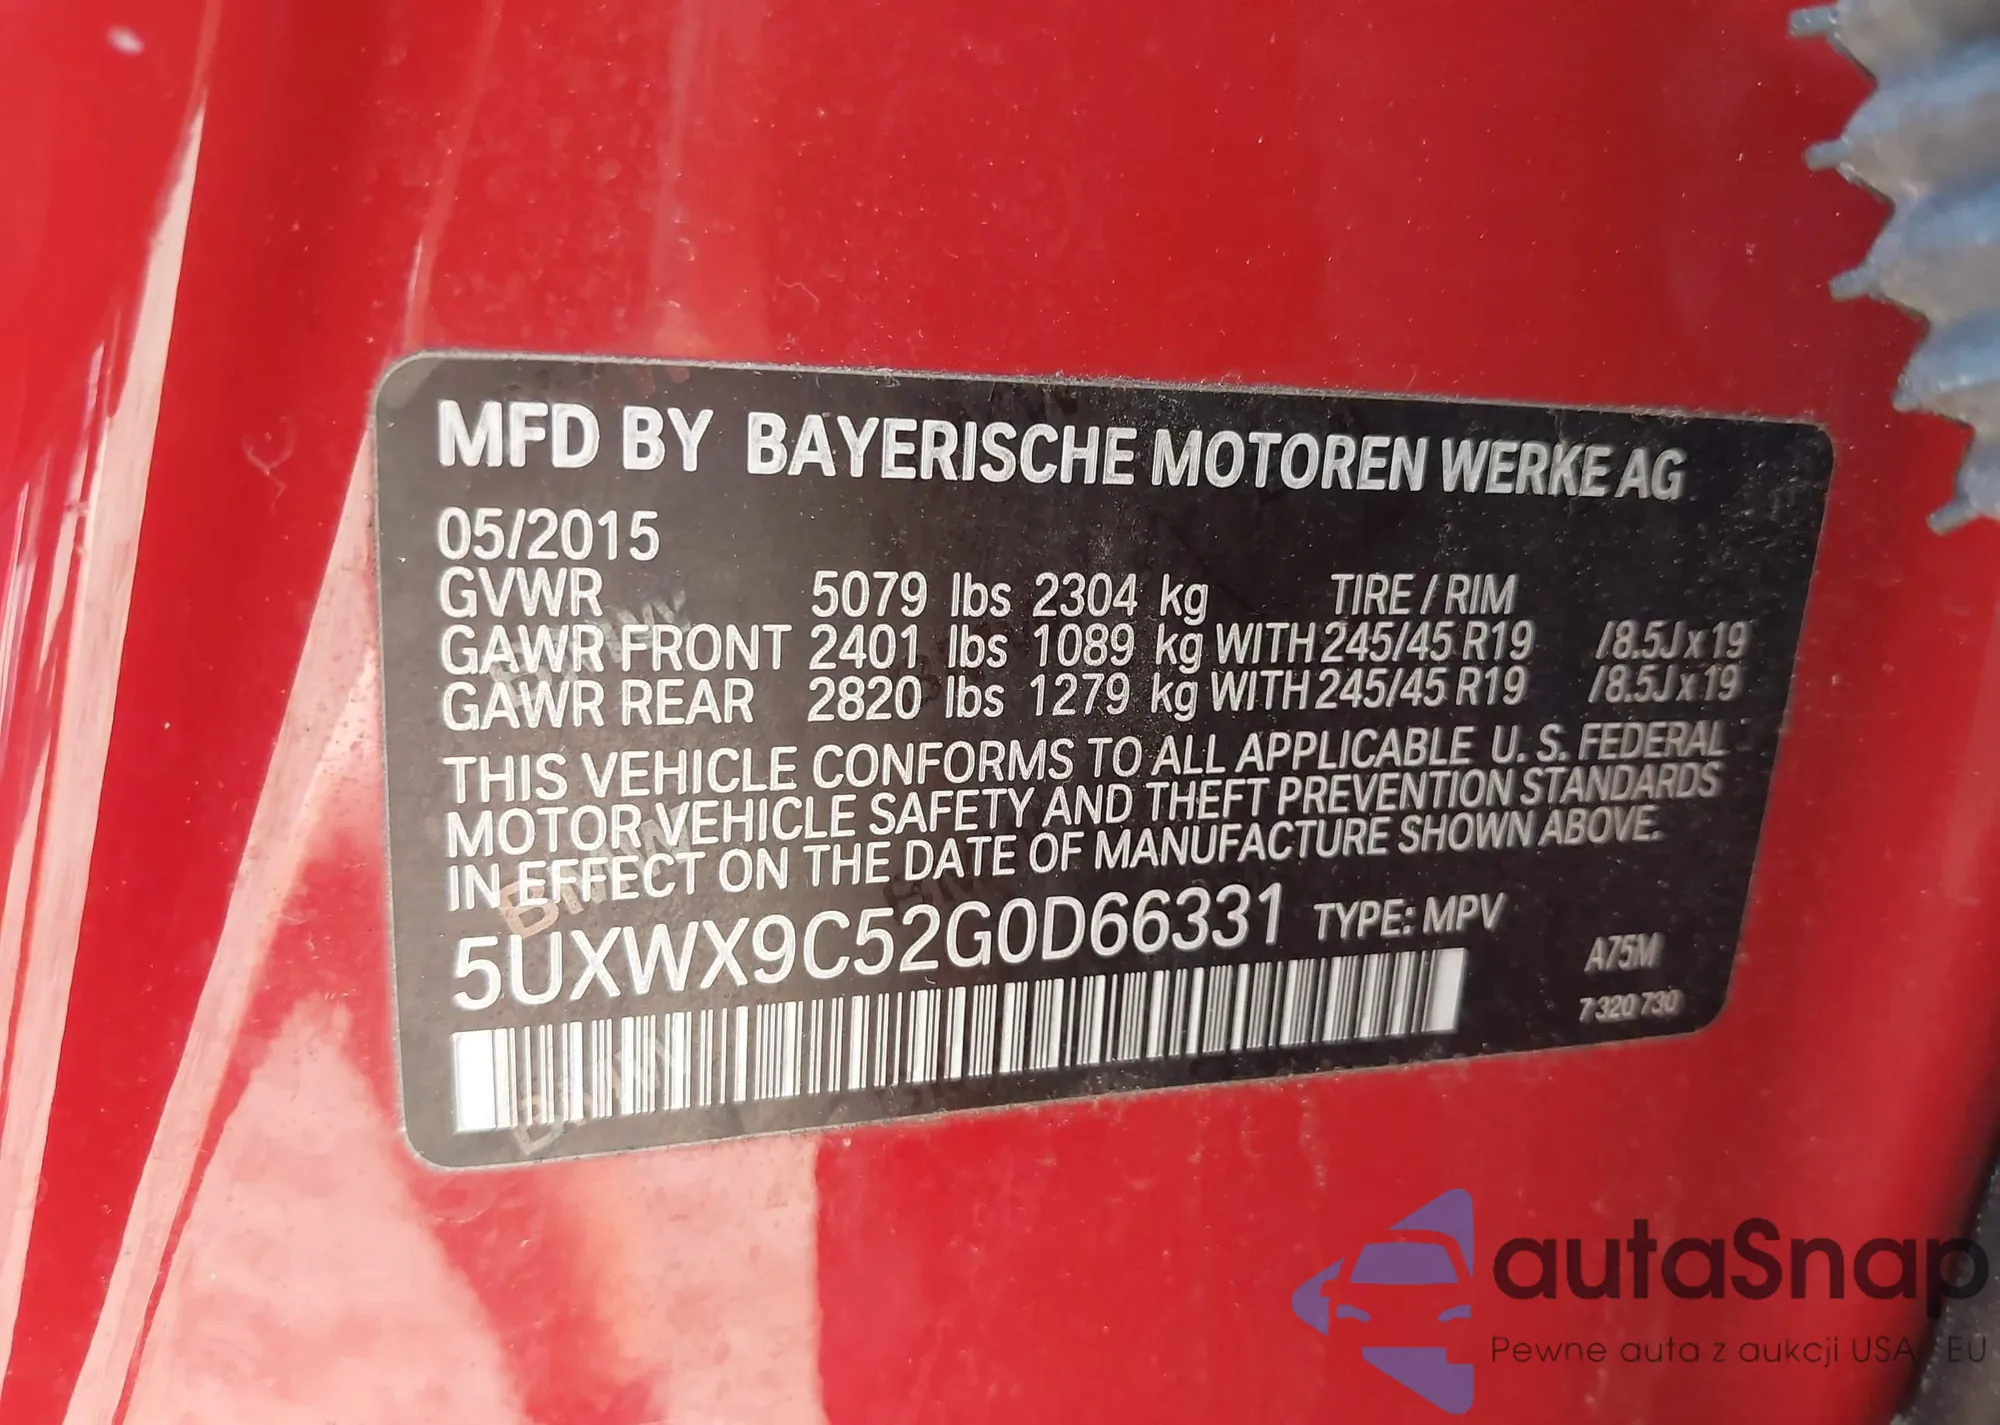 MFD BY BAYERISCHE MOTOREN WERKE AG
05/2015
GVWR 5079 lbs 2304 kg TIRE / RIM
GAWR FRONT 2401 lbs 1089 kg WITH 245/45 R19 /8.5J x 19
GAWR REAR 2820 lbs 1279 kg WITH 245/45 R19 /8.5J x 19
THIS VEHICLE CONFORMS TO ALL APPLICABLE U. S. FEDERAL
MOTOR VEHICLE SAFETY AND THEFT PREVENTION STANDARDS
IN EFFECT ON THE DATE OF MANUFACTURE SHOWN ABOVE.
5UXWX9C52G0D66331 TYPE: MPV
A75M
7 320 730
autaSnap
Pewne auta z aukcji USA EU